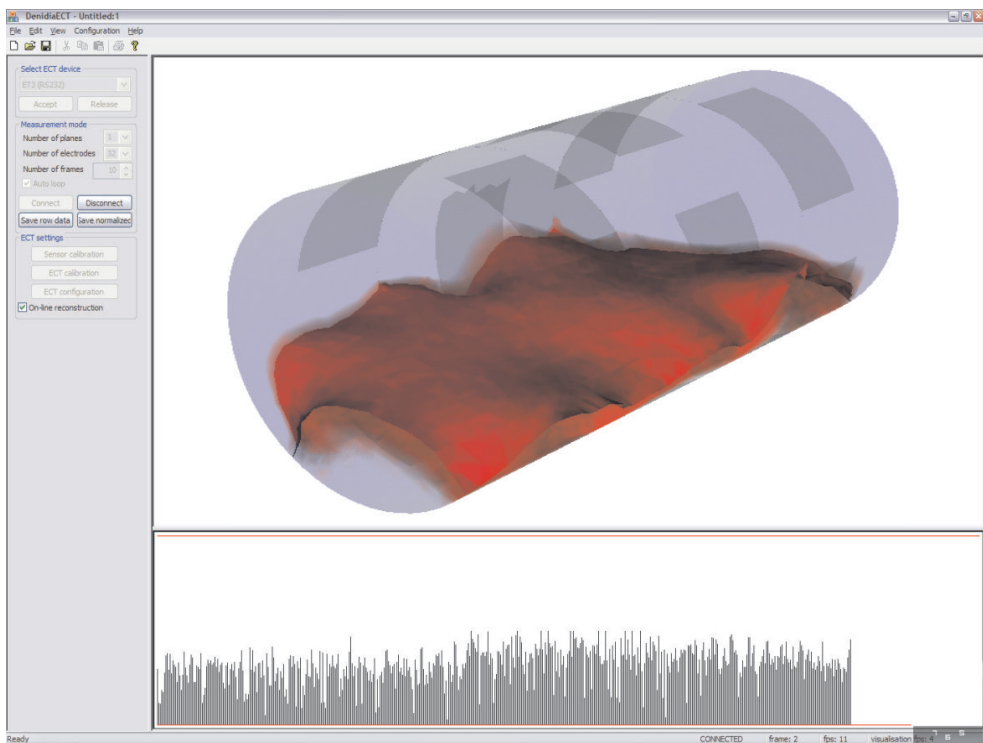 DenidiaECT - Untitled:1
File Edit View Configuration Help
Select ECT device
ET3 (RS232)
Accept Release
Measurement mode
Number of planes
Number of electrodes 32
Number of frames 10
Auto loop
Connect Disconnect
Save row data Save normalized
ECT settings
Sensor calibration
ECT calibration
ECT configuration
On-line reconstruction
Ready CONNECTED frame: 2 fps: 11 visualisation fps: 4